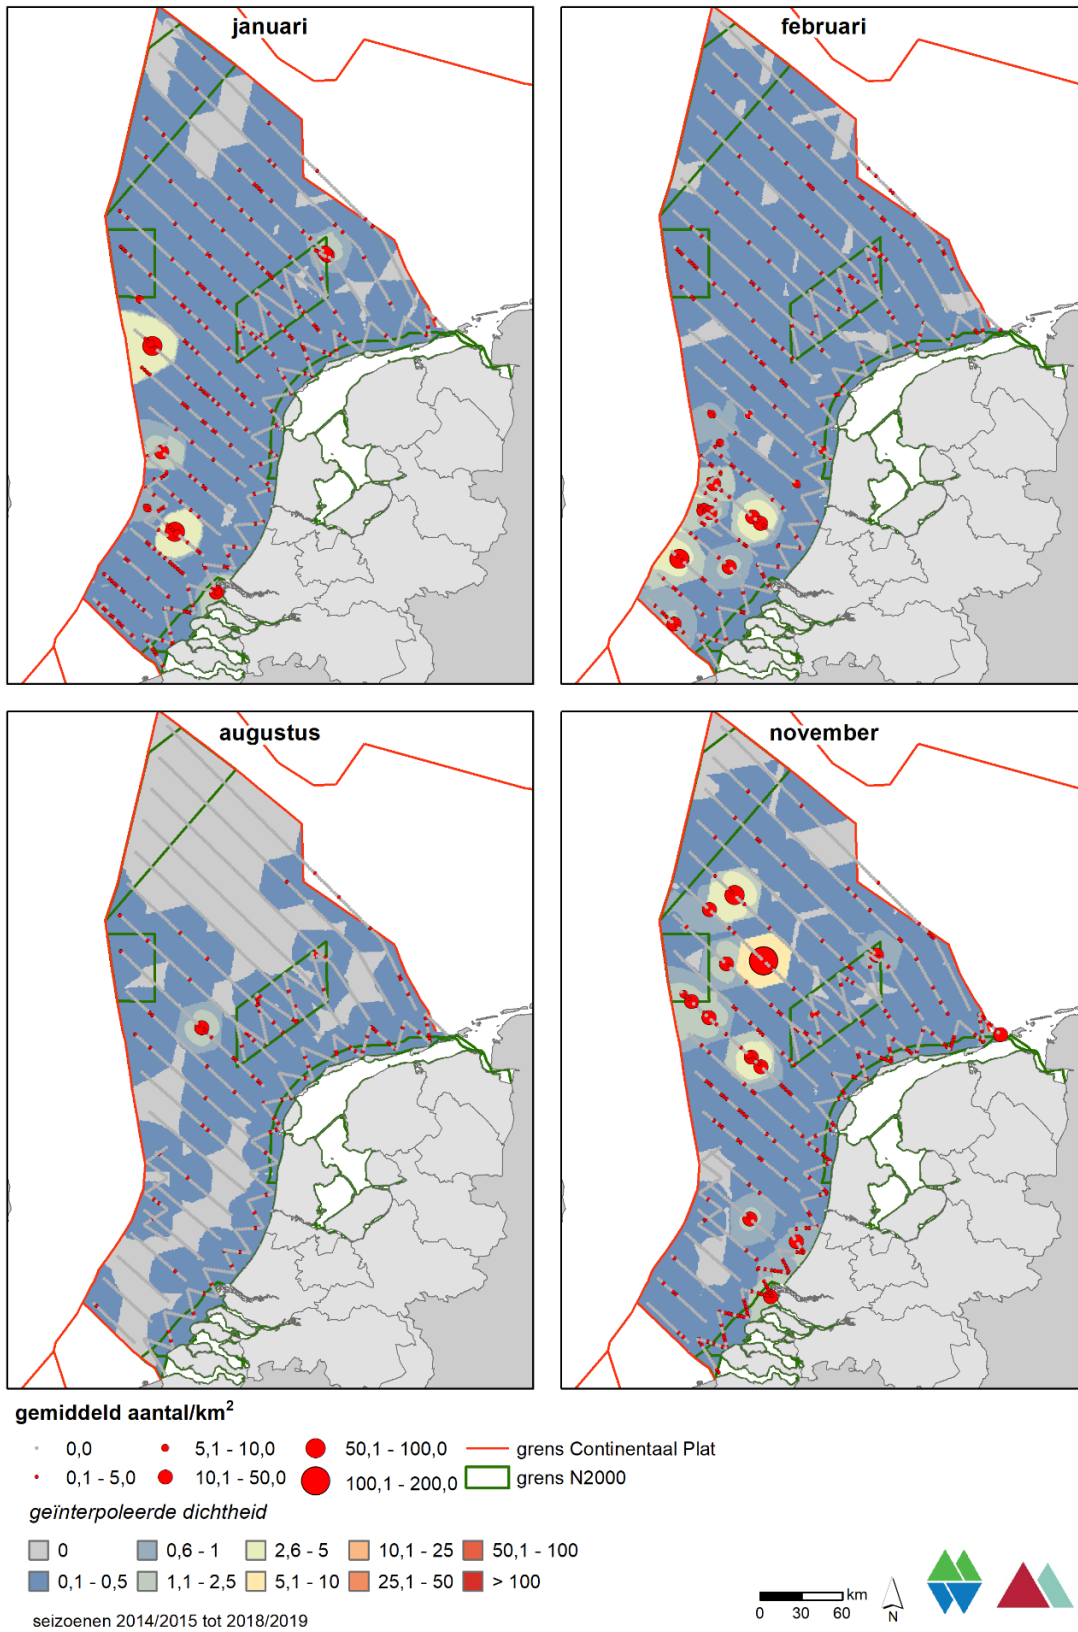 januari
februari
augustus
november
gemiddeld aantal/km²
0,0
5,1 - 10,0
50,1 - 100,0
grens Continentaal Plat
0,1 - 5,0
10,1 - 50,0
100,1 - 200,0
grens N2000
geïnterpoleerde dichtheid
0
0,6 - 1
2,6 - 5
10,1 - 25
50,1 - 100
0,1 - 0,5
1,1 - 2,5
5,1 - 10
25,1 - 50
> 100
seizoenen 2014/2015 tot 2018/2019
km
0 30 60
N